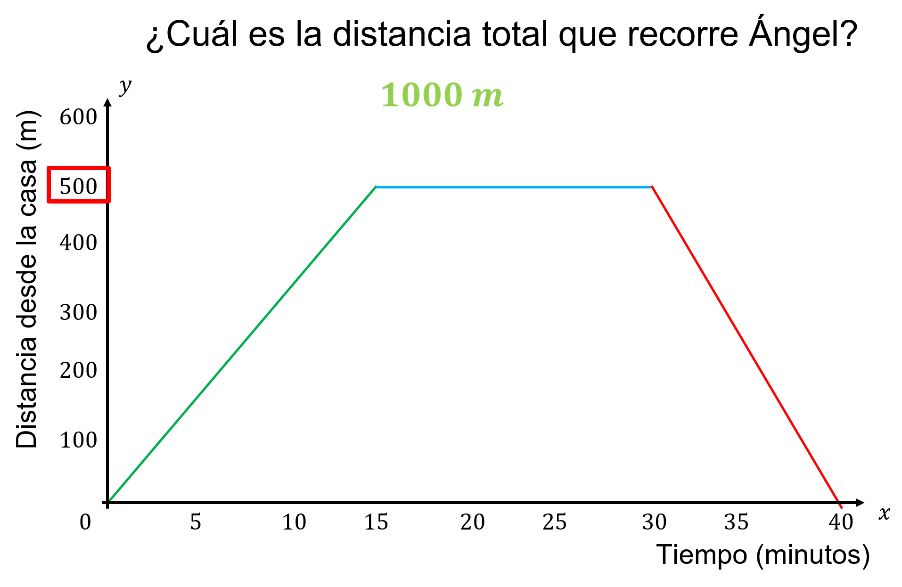 ¿Cuál es la distancia total que recorre Ángel?
1000 m
y
Distancia desde la casa (m)
600
500
400
300
200
100
0 5 10 15 20 25 30 35 40 x
Tiempo (minutos)